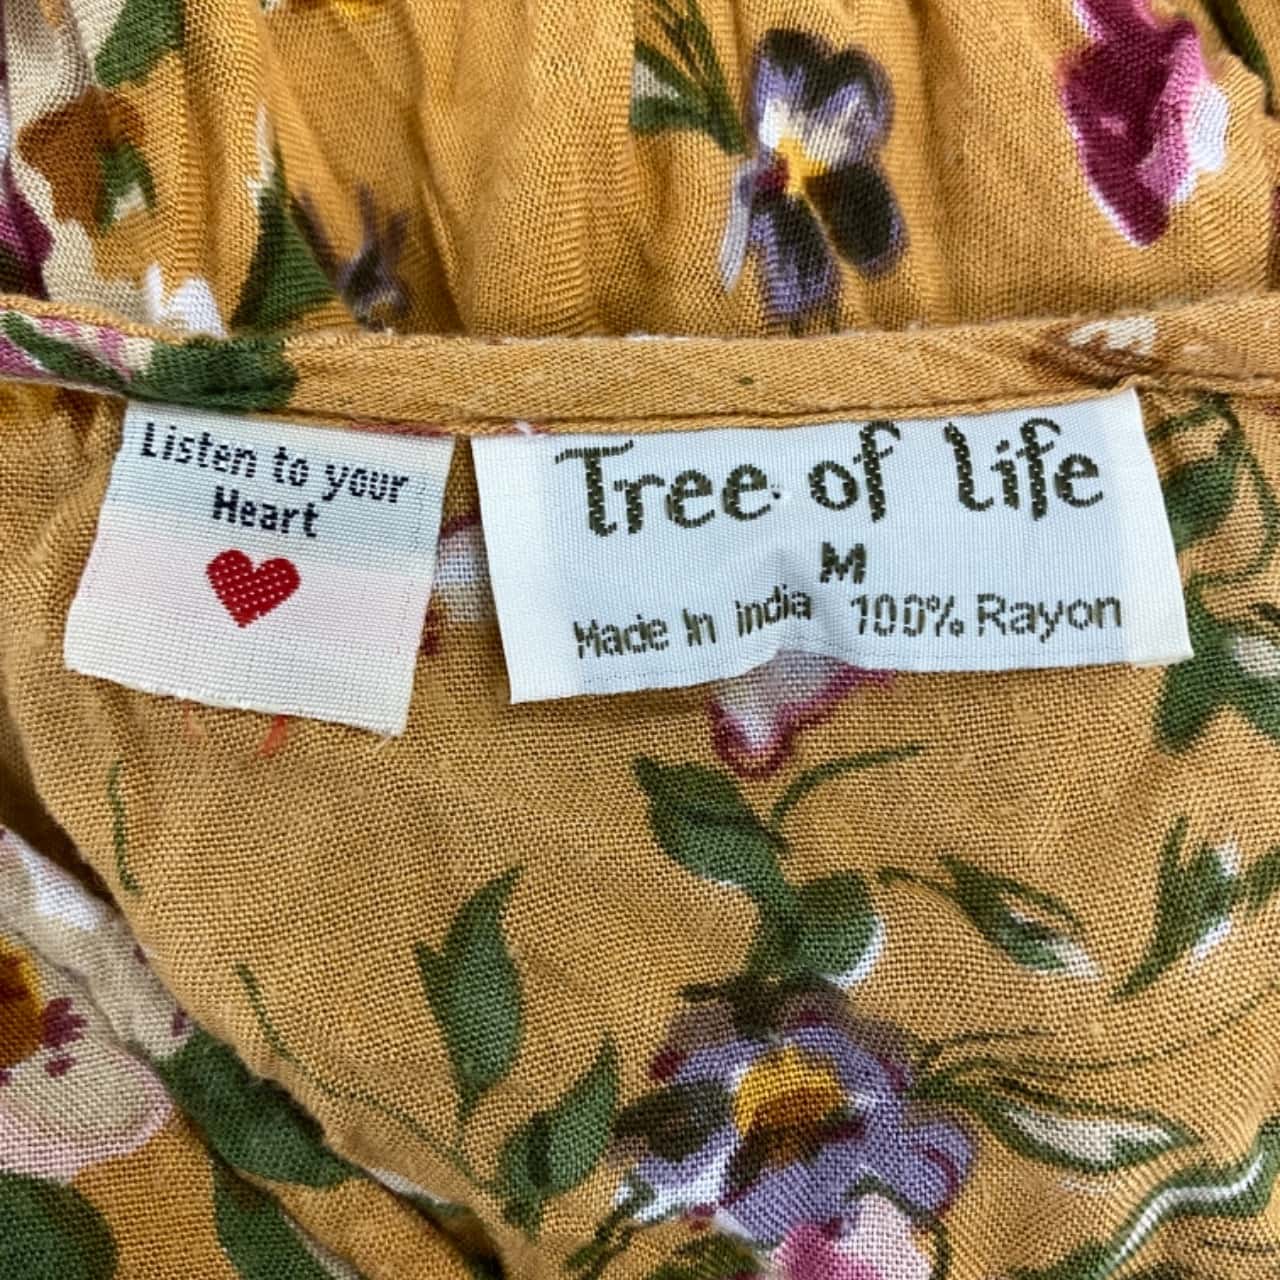 Listen to your
Heart
Tree of life
M
Made In india 100% Rayon